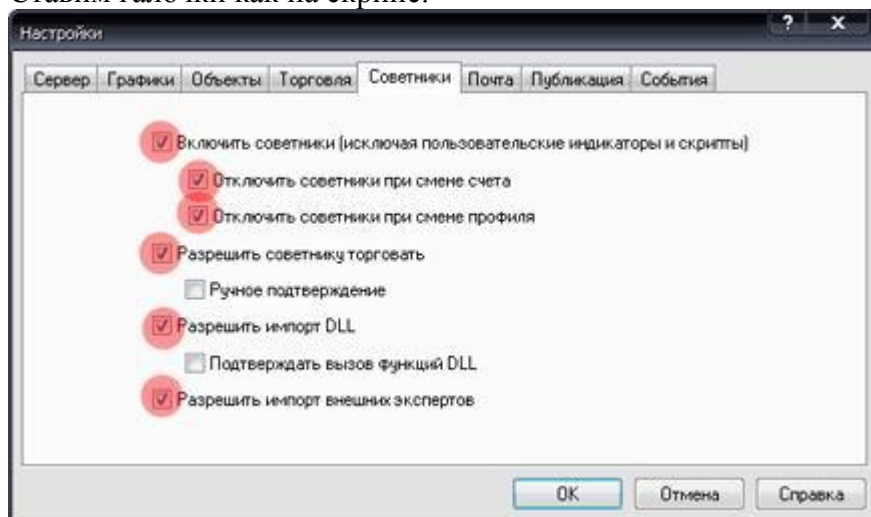 Ставим галочки как на скрине.
Настройки
? x
Сервер Графики Объекты Торговля Советники Почта Публикация События
Включить советники (исключая пользовательские индикаторы и скрипты)
Отключить советники при смене счета
Отключить советники при смене профиля
Разрешить советнику торговать
Ручное подтверждение
Разрешить импорт DLL
Подтверждать вызов функций DLL
Разрешить импорт внешних экспертов
OK Отмена Справка